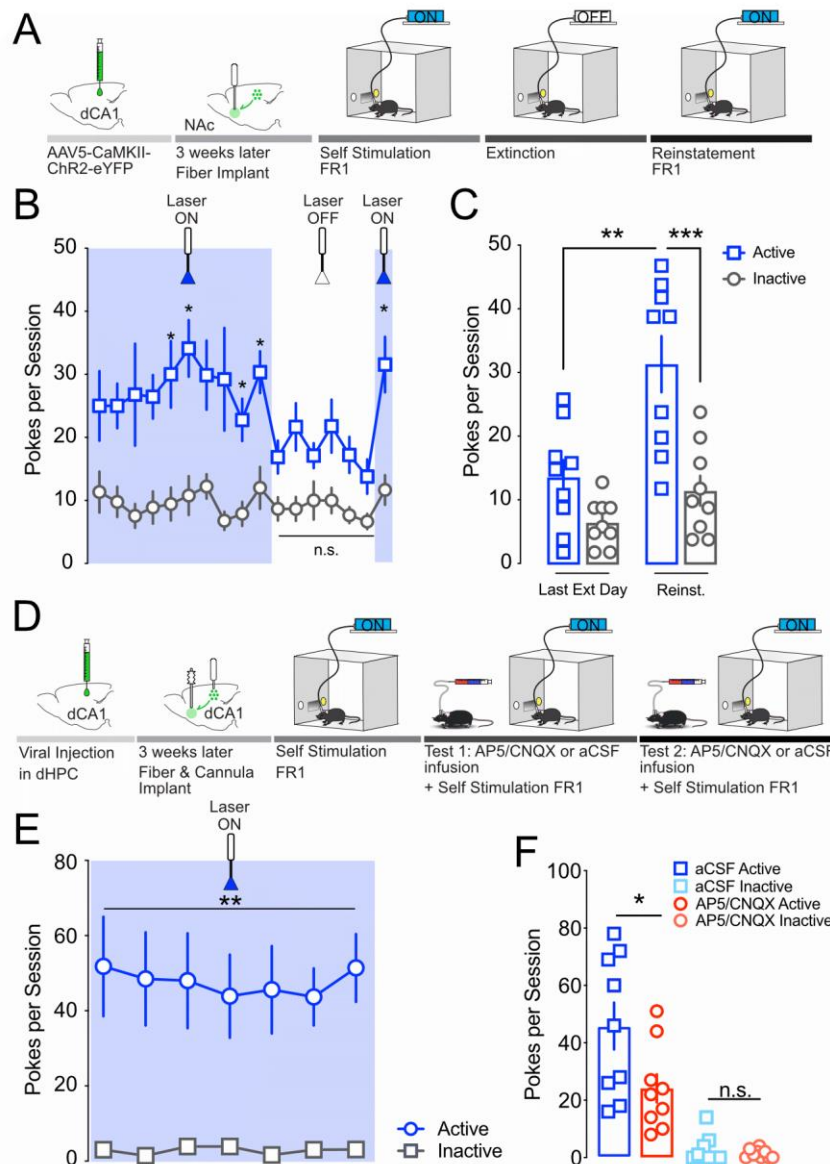 A
ON
OFF
ON
dCA1
NAc
AAV5-CaMKII-
ChR2-eYFP
3 weeks later
Fiber Implant
Self Stimulation
FR1
Extinction
Reinstatement
FR1
B
Laser
ON
Laser
OFF
Laser
ON
50
40
30
20
10
0
Pokes per Session
*
*
*
*
*
n.s.
C
**
***
Active
Inactive
50
40
30
20
10
0
Pokes per Session
Last Ext Day
Reinst.
D
ON
ON
ON
dCA1
dCA1
Viral Injection
in dHPC
3 weeks later
Fiber & Cannula
Implant
Self Stimulation
FR1
Test 1: AP5/CNQX or aCSF
infusion
+ Self Stimulation FR1
Test 2: AP5/CNQX or aCSF
infusion
+ Self Stimulation FR1
E
Laser
ON
80
60
40
20
0
Pokes per Session
**
Active
Inactive
F
100
80
60
40
20
0
Pokes per Session
*
n.s.
aCSF Active
aCSF Inactive
AP5/CNQX Active
AP5/CNQX Inactive